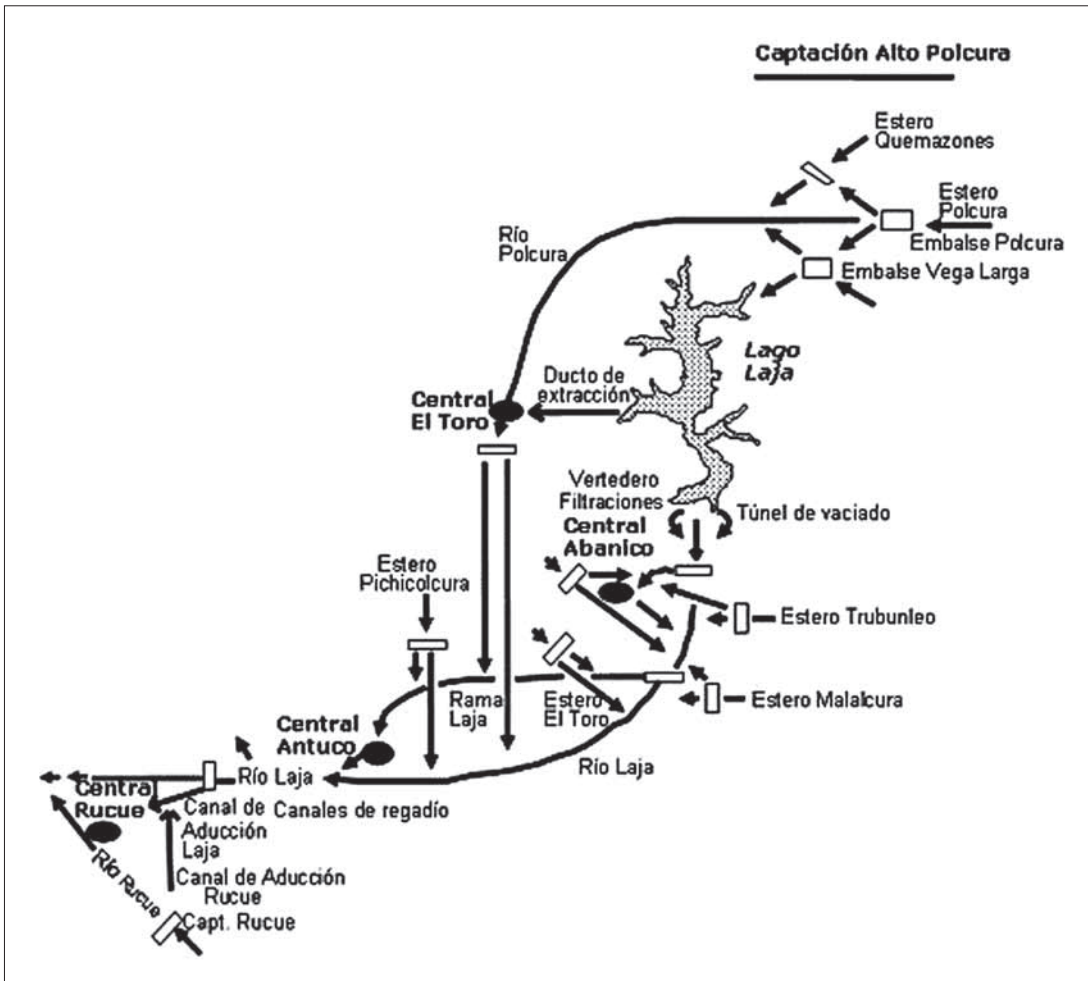 Captación Alto Polcura
Estero
Quemazones
Estero
Polcura
Embalse Polcura
Río
Polcura
Embalse Vega Larga
Lago
Laja
Ducto de
extracción
Central
El Toro
Vertedero
Filtraciones
Túnel de vaciado
Central
Abanico
Estero
Pichicolcura
Estero Trubunleo
Rama
Laja
Estero
El Toro
Estero Malalcura
Central
Antuco
Río Laja
Río Laja
Central
Rucue
Canal de
Aducción
Laja
Canales de regadío
Río Rucue
Canal de Aducción
Rucue
Capt. Rucue